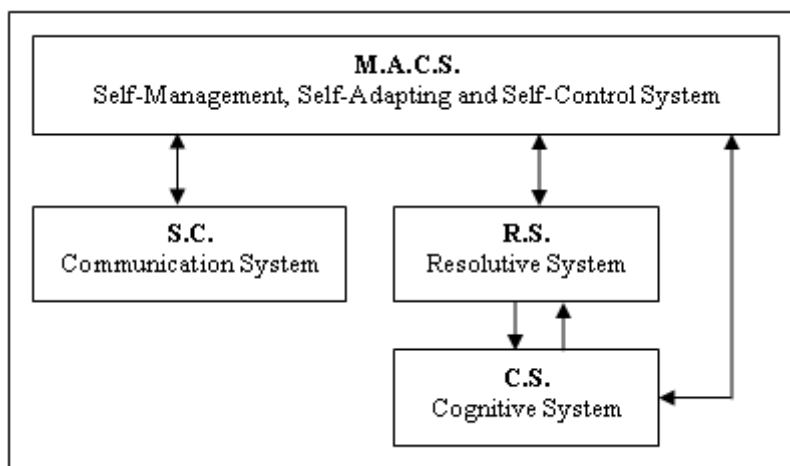 M.A.C.S.
Self-Management, Self-Adapting and Self-Control System
S.C.
Communication System
R.S.
Resolutive System
C.S.
Cognitive System